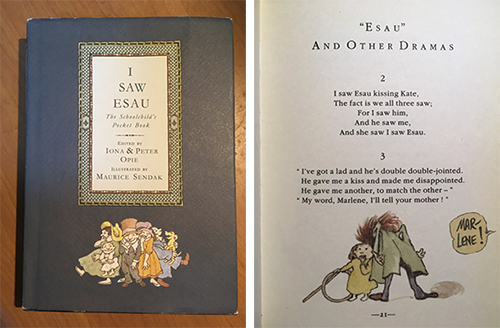 I
SAW
ESAU
The Schoolchild's
Pocket Book
EDITED BY
IONA & PETER
OPIE
ILLUSTRATED BY
MAURICE SENDAK
"ESAU"
AND OTHER DRAMAS
2
I saw Esau kissing Kate,
The fact is we all three saw;
For I saw him,
And he saw me,
And she saw I saw Esau.
3
"I've got a lad and he's double double-jointed.
He gave me a kiss and made me disappointed.
He gave me another, to match the other – "
"My word, Marlene, I'll tell your mother!"
MAR-
LENE!
—21—